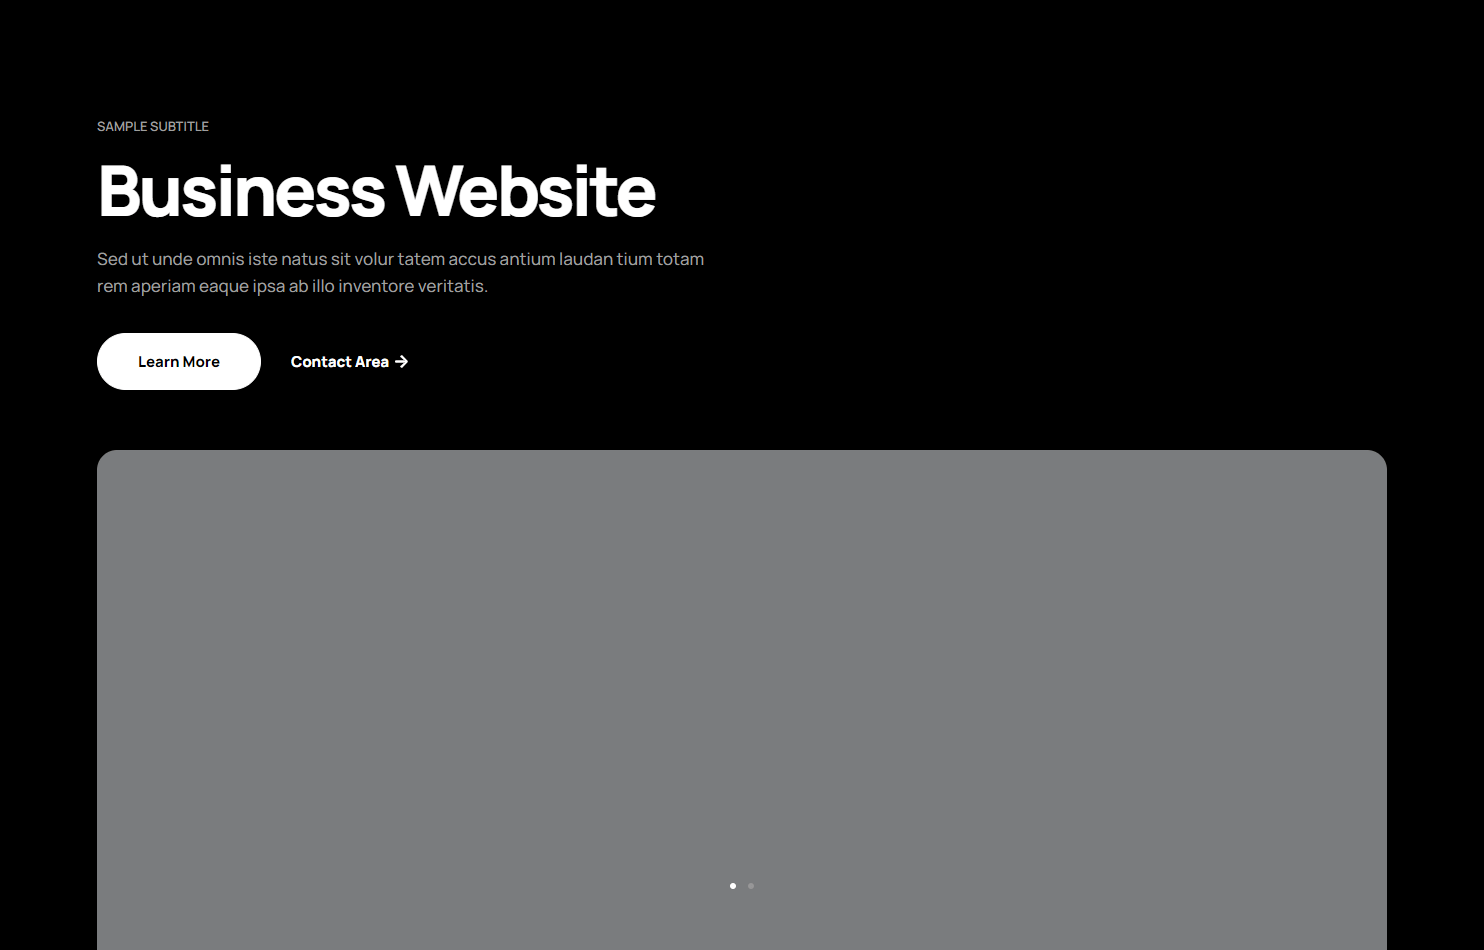 SAMPLE SUBTITLE
Business Website
Sed ut unde omnis iste natus sit volur tatem accus antium laudan tium totam
rem aperiam eaque ipsa ab illo inventore veritatis.
Learn More
Contact Area →